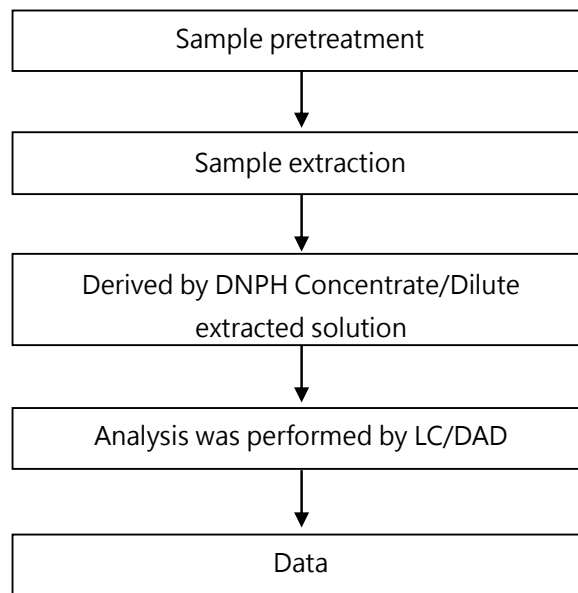 Sample pretreatment
Sample extraction
Derived by DNPH Concentrate/Dilute
extracted solution
Analysis was performed by LC/DAD
Data